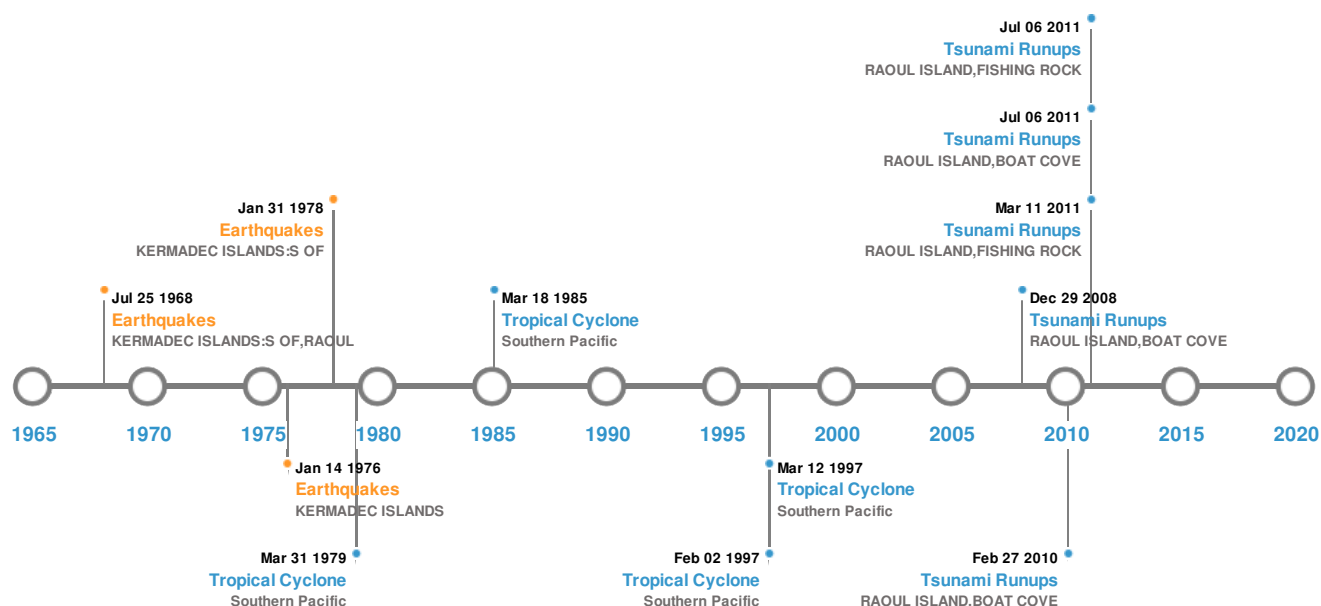 Jul 06 2011
Tsunami Runups
RAOUL ISLAND,FISHING ROCK
Jul 06 2011
Tsunami Runups
RAOUL ISLAND,BOAT COVE
Jan 31 1978
Earthquakes
KERMADEC ISLANDS:S OF
Mar 11 2011
Tsunami Runups
RAOUL ISLAND,FISHING ROCK
Jul 25 1968
Earthquakes
KERMADEC ISLANDS:S OF,RAOUL
Mar 18 1985
Tropical Cyclone
Southern Pacific
Dec 29 2008
Tsunami Runups
RAOUL ISLAND,BOAT COVE
1965 1970 1975 1980 1985 1990 1995 2000 2005 2010 2015 2020
Jan 14 1976
Earthquakes
KERMADEC ISLANDS
Mar 12 1997
Tropical Cyclone
Southern Pacific
Mar 31 1979
Tropical Cyclone
Southern Pacific
Feb 02 1997
Tropical Cyclone
Southern Pacific
Feb 27 2010
Tsunami Runups
RAOUL ISLAND,BOAT COVE